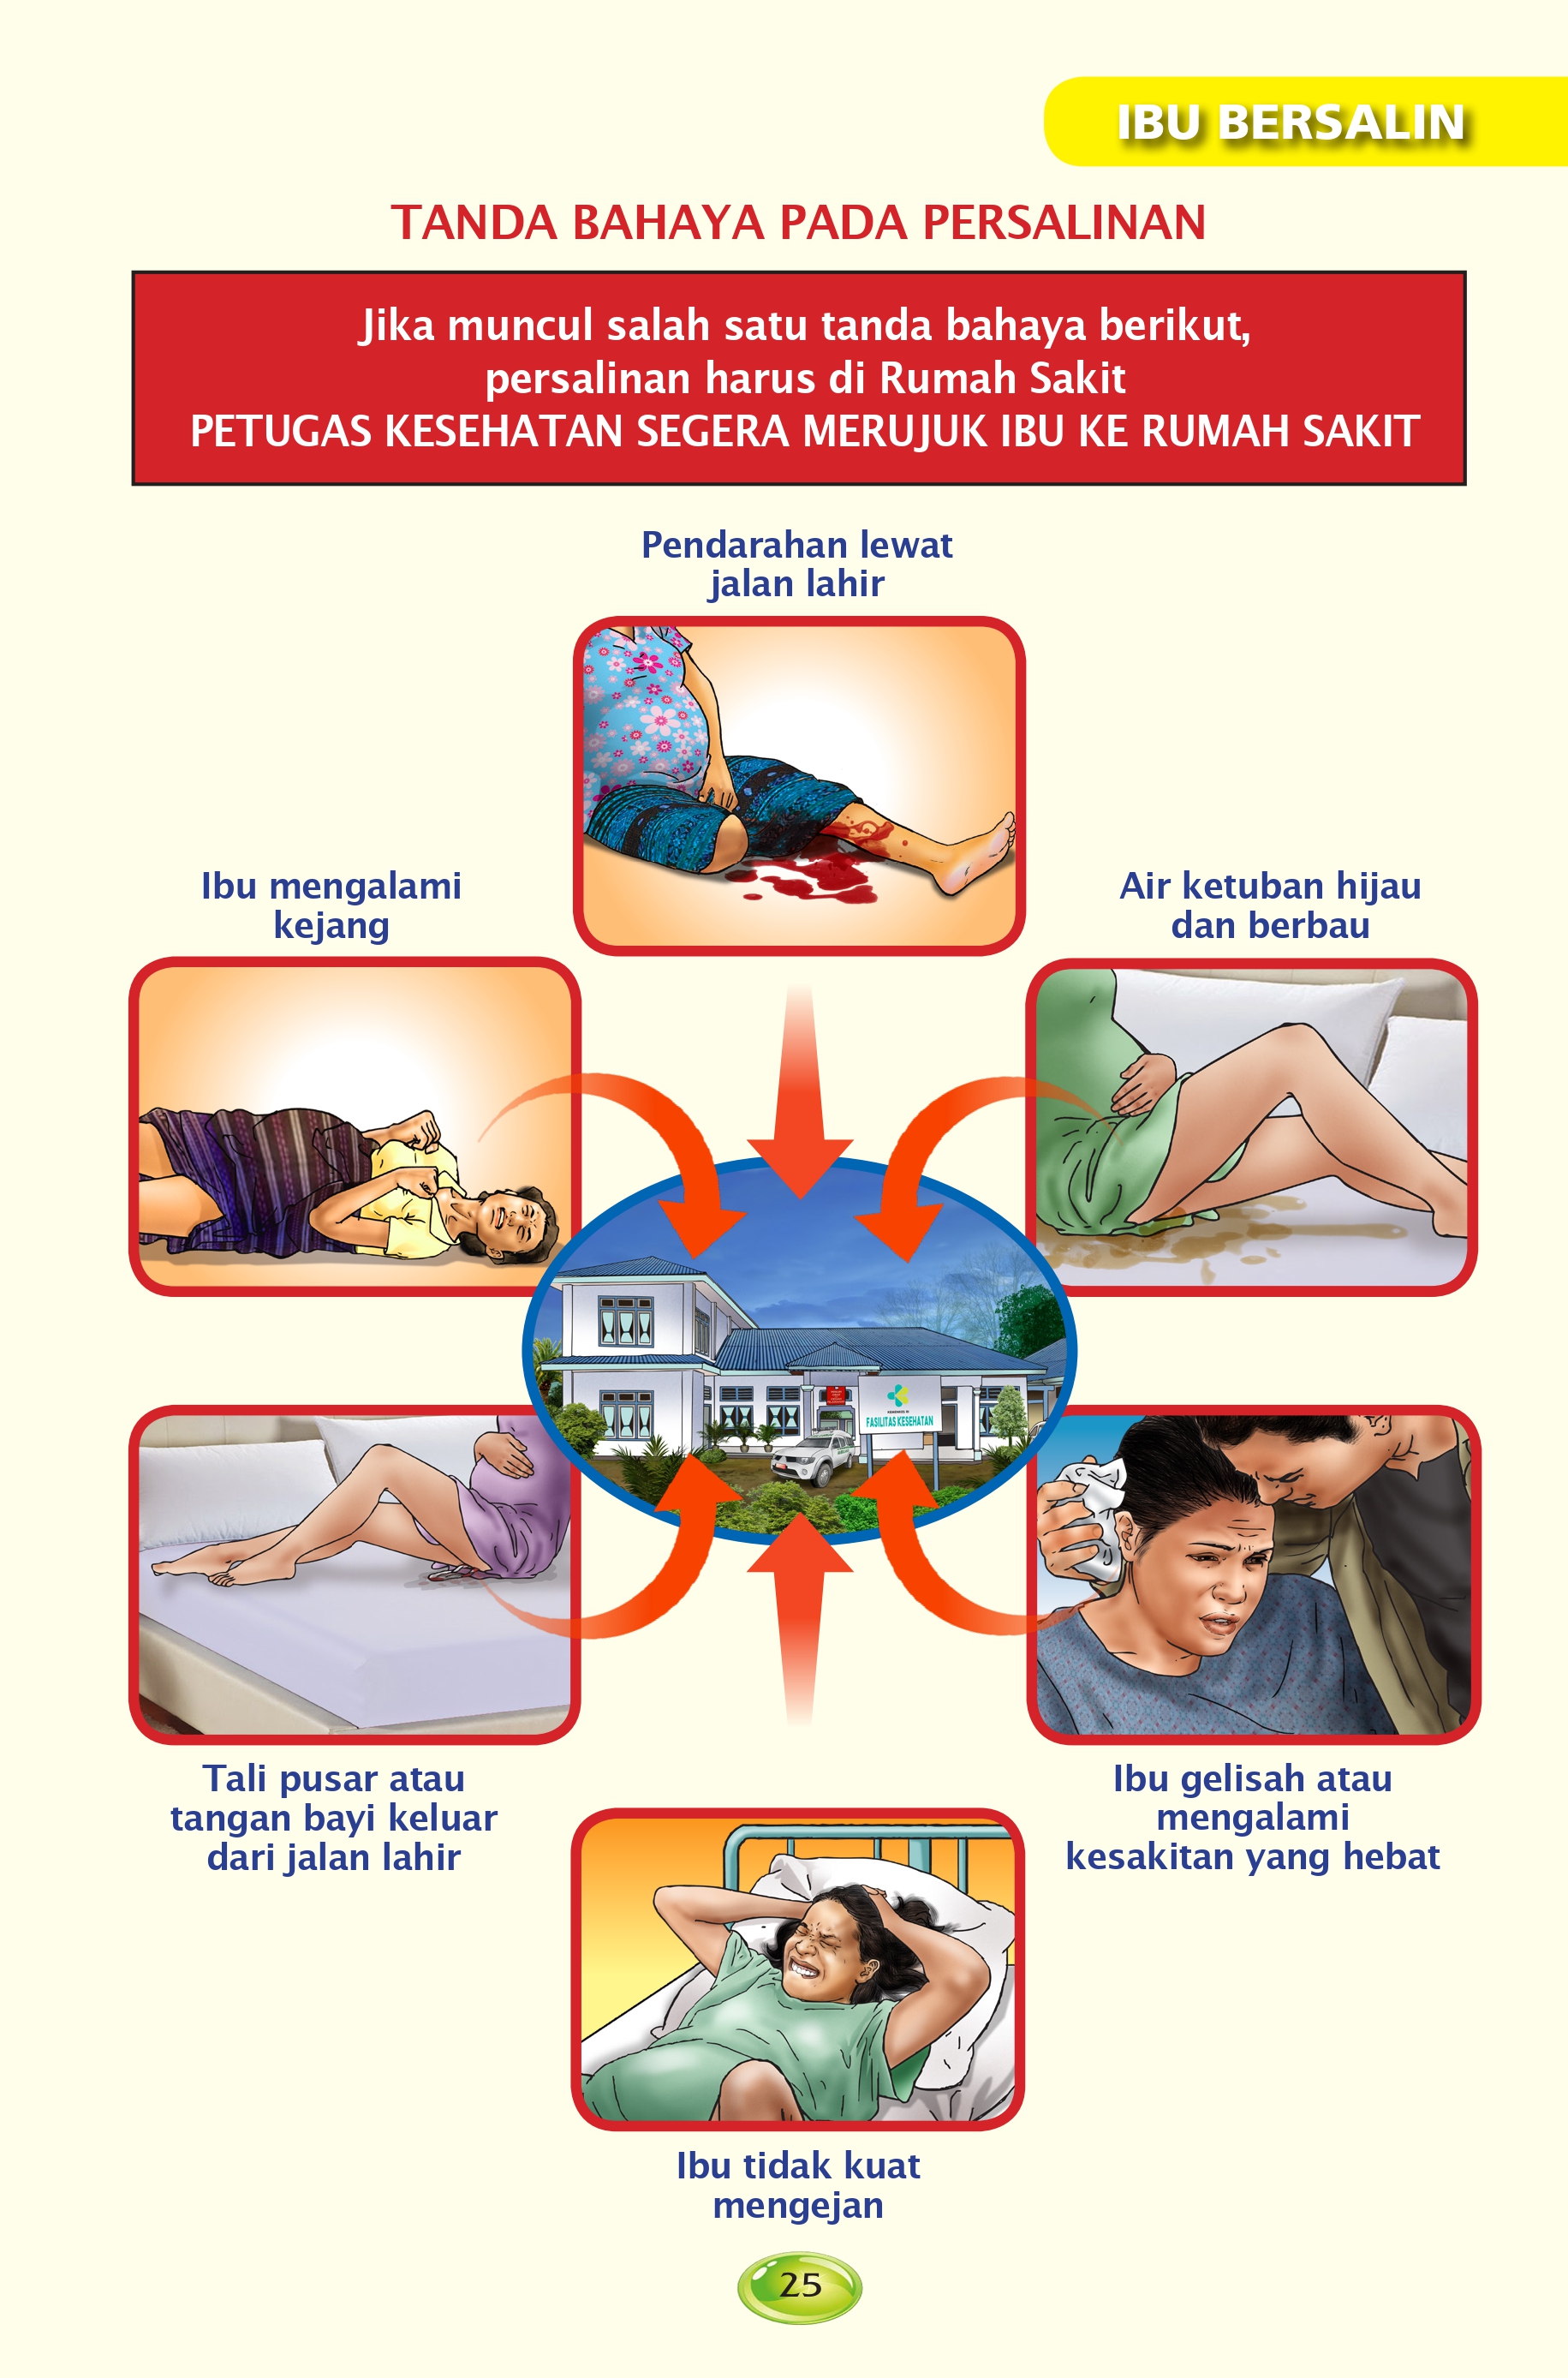 IBU BERSALIN
TANDA BAHAYA PADA PERSALINAN
Jika muncul salah satu tanda bahaya berikut,
persalinan harus di Rumah Sakit
PETUGAS KESEHATAN SEGERA MERUJUK IBU KE RUMAH SAKIT
Pendarahan lewat
jalan lahir
Ibu mengalami
kejang
Air ketuban hijau
dan berbau
FASILITAS KESEHATAN
Tali pusar atau
tangan bayi keluar
dari jalan lahir
Ibu gelisah atau
mengalami
kesakitan yang hebat
Ibu tidak kuat
mengejan
25